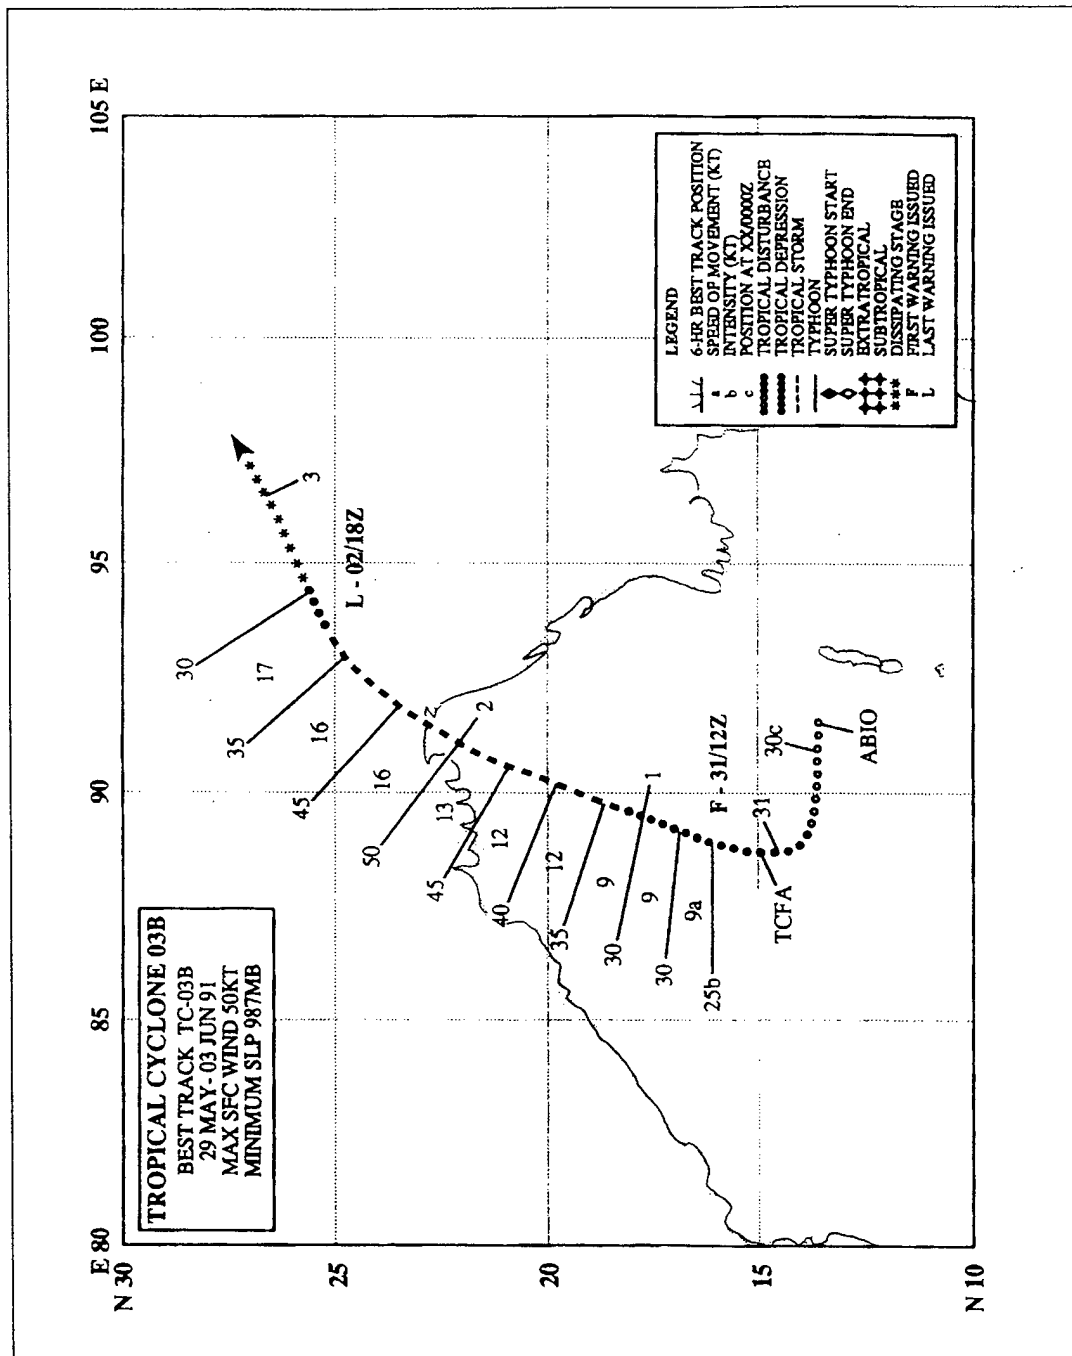 TROPICAL CYCLONE 03B
BEST TRACK TC-03B
29 MAY - 03 JUN 91
MAX SFC WIND 50KT
MINIMUM SLP 987MB
E 80
85
90
95
100
105 E
N 30
25
20
15
N 10
30
17
35
16
45
16
50
13
45
12
40
12
35
9
30
9
30
9a
25b
TCFA
3
L - 02/18Z
2
1
F - 31/12Z
31
30c
ABIO
LEGEND
6-HR BEST TRACK POSITION
a SPEED OF MOVEMENT (KT)
b INTENSITY (KT)
c POSITION AT XX/0000Z
TROPICAL DISTURBANCE
TROPICAL DEPRESSION
TROPICAL STORM
TYPHOON
SUPER TYPHOON START
SUPER TYPHOON END
EXTRATROPICAL
SUBTROPICAL
*** DISSIPATING STAGE
F FIRST WARNING ISSUED
L LAST WARNING ISSUED